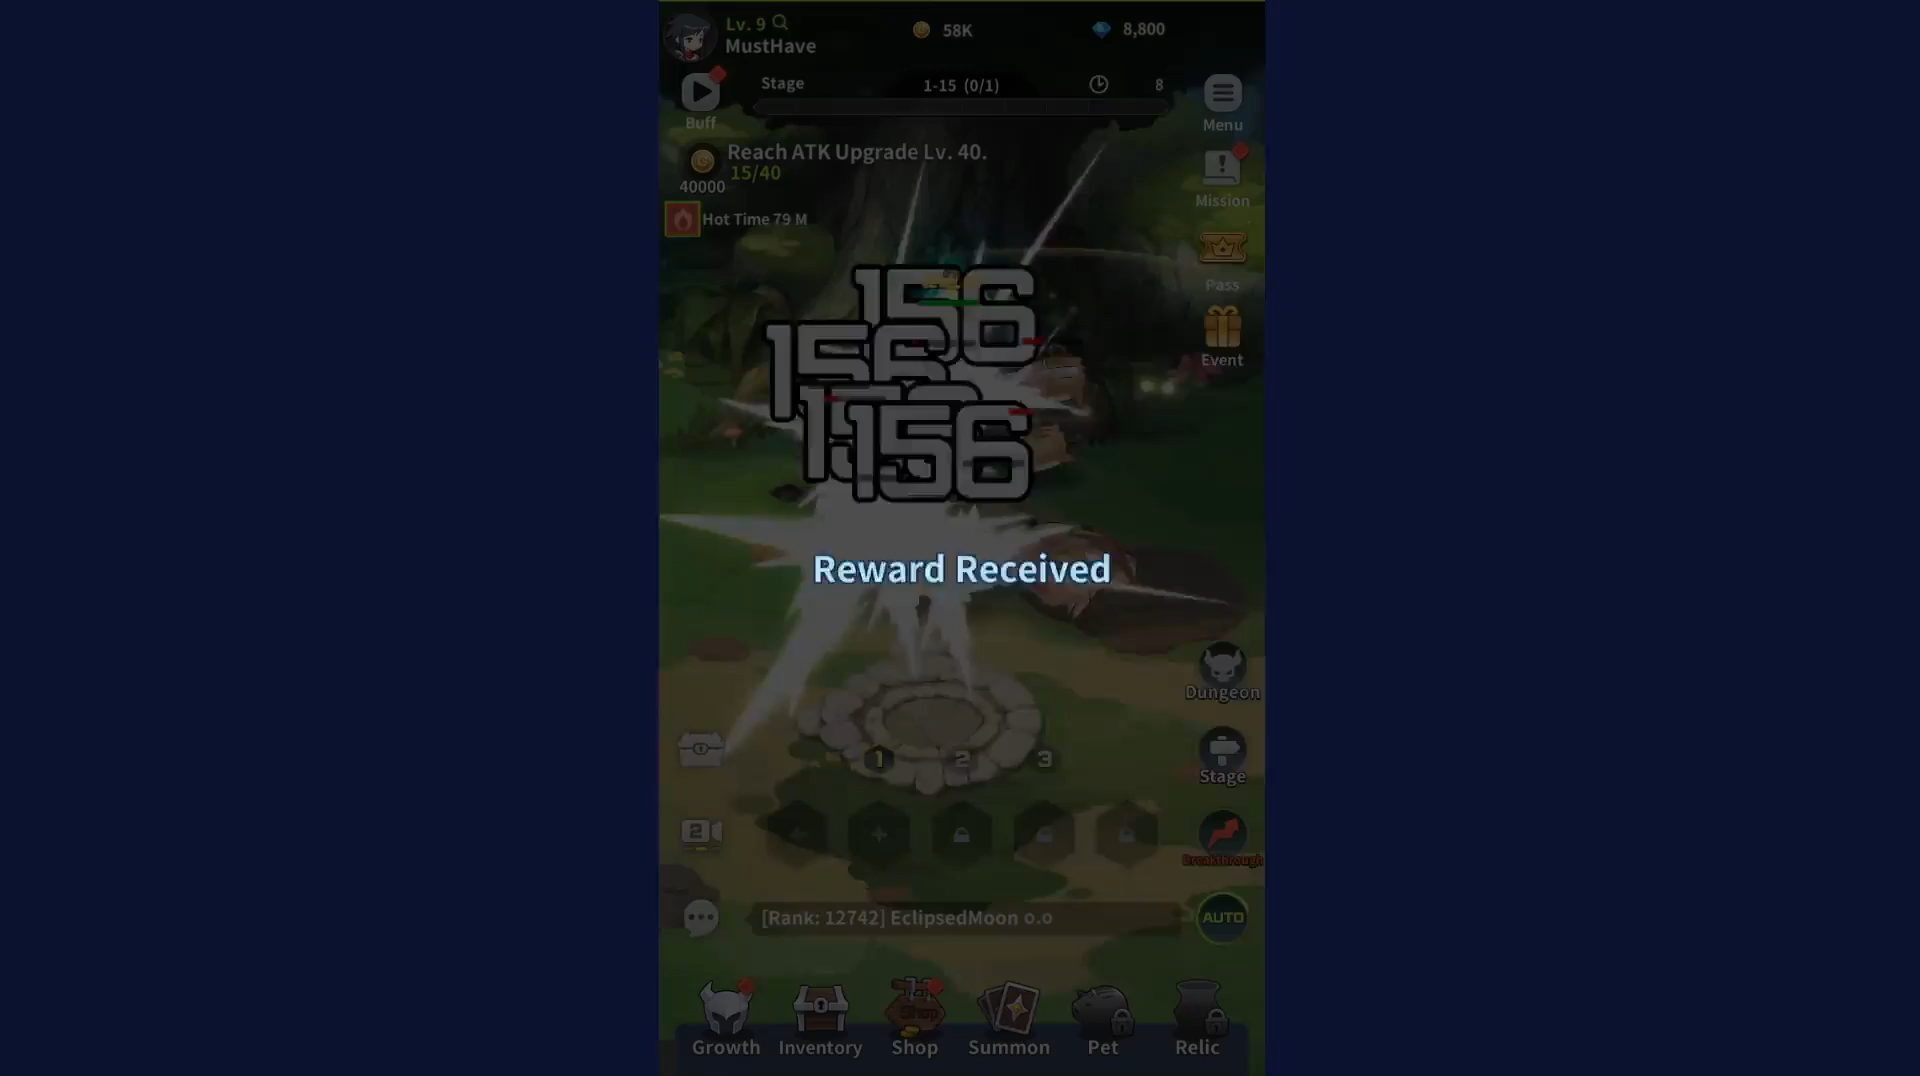 Lv. 9
MustHave
58K
8,800
Stage
1-15 (0/1)
8
Buff
Menu
Reach ATK Upgrade Lv. 40.
15/40
40000
Mission
Hot Time 79 M
Pass
Event
156
156
156
Reward Received
Dungeon
1
2
3
Stage
2
Breakthrough
[Rank: 12742] EclipsedMoon o.o
AUTO
Shop
Growth
Inventory
Shop
Summon
Pet
Relic